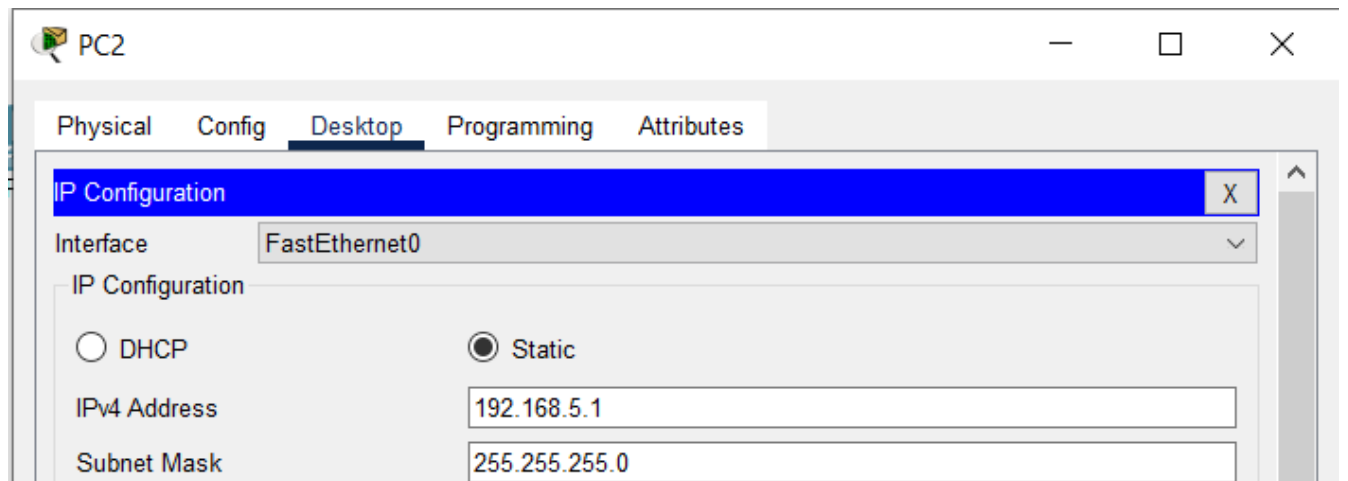 PC2
Physical Config Desktop Programming Attributes
IP Configuration X
Interface FastEthernet0
IP Configuration
DHCP Static
IPv4 Address 192.168.5.1
Subnet Mask 255.255.255.0